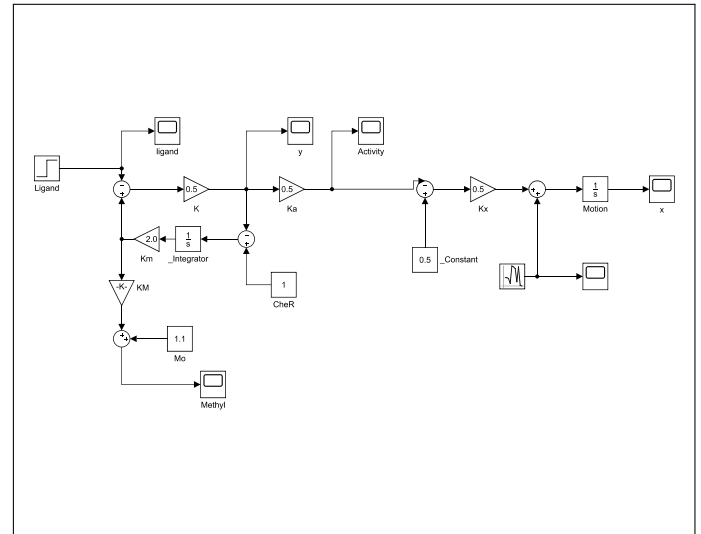 ligand
y
Activity
Ligand
0.5
K
0.5
Ka
0.5
Kx
1
s
Motion
x
2.0
Km
1
s
_Integrator
0.5
_Constant
1
CheR
-K-
KM
1.1
Mo
Methyl